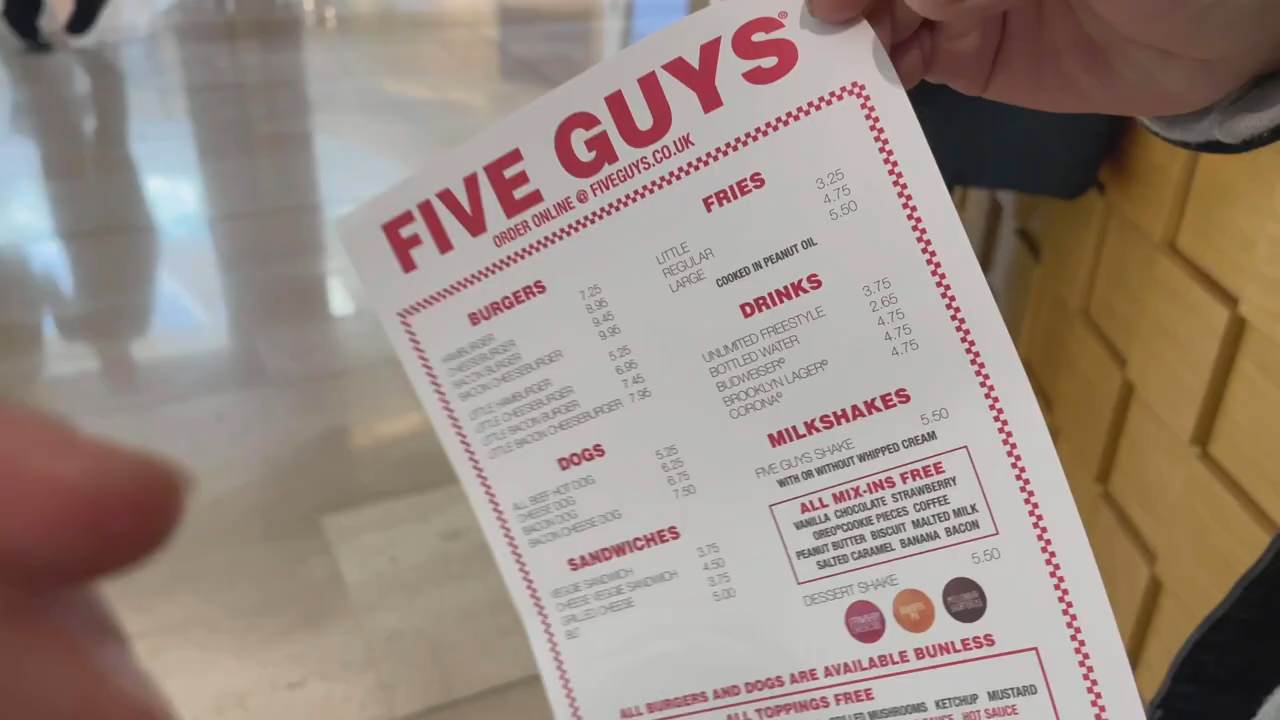 FIVE GUYS®
ORDER ONLINE @ FIVEGUYS.CO.UK
BURGERS
HAMBURGER 7.25
CHEESEBURGER 8.95
BACON BURGER 9.45
BACON CHEESEBURGER 9.95
LITTLE HAMBURGER 5.25
LITTLE CHEESEBURGER 6.95
LITTLE BACON BURGER 7.45
LITTLE BACON CHEESEBURGER 7.95
DOGS
ALL BEEF HOT DOG 5.25
CHEESE DOG 6.25
BACON DOG 6.75
BACON CHEESE DOG 7.50
SANDWICHES
VEGGIE SANDWICH 3.75
CHEESE VEGGIE SANDWICH 4.50
GRILLED CHEESE 3.75
BLT 5.00
FRIES
LITTLE 3.25
REGULAR 4.75
LARGE 5.50
COOKED IN PEANUT OIL
DRINKS
UNLIMITED FREESTYLE 3.75
BOTTLED WATER 2.65
BUDWEISER® 4.75
BROOKLYN LAGER® 4.75
CORONA® 4.75
MILKSHAKES
FIVE GUYS SHAKE 5.50
WITH OR WITHOUT WHIPPED CREAM
ALL MIX-INS FREE
VANILLA CHOCOLATE STRAWBERRY
OREO®COOKIE PIECES COFFEE
PEANUT BUTTER BISCUIT MALTED MILK
SALTED CARAMEL BANANA BACON
DESSERT SHAKE 5.50
ALL BURGERS AND DOGS ARE AVAILABLE BUNLESS
ALL TOPPINGS FREE
MUSHROOMS KETCHUP MUSTARD
HOT SAUCE